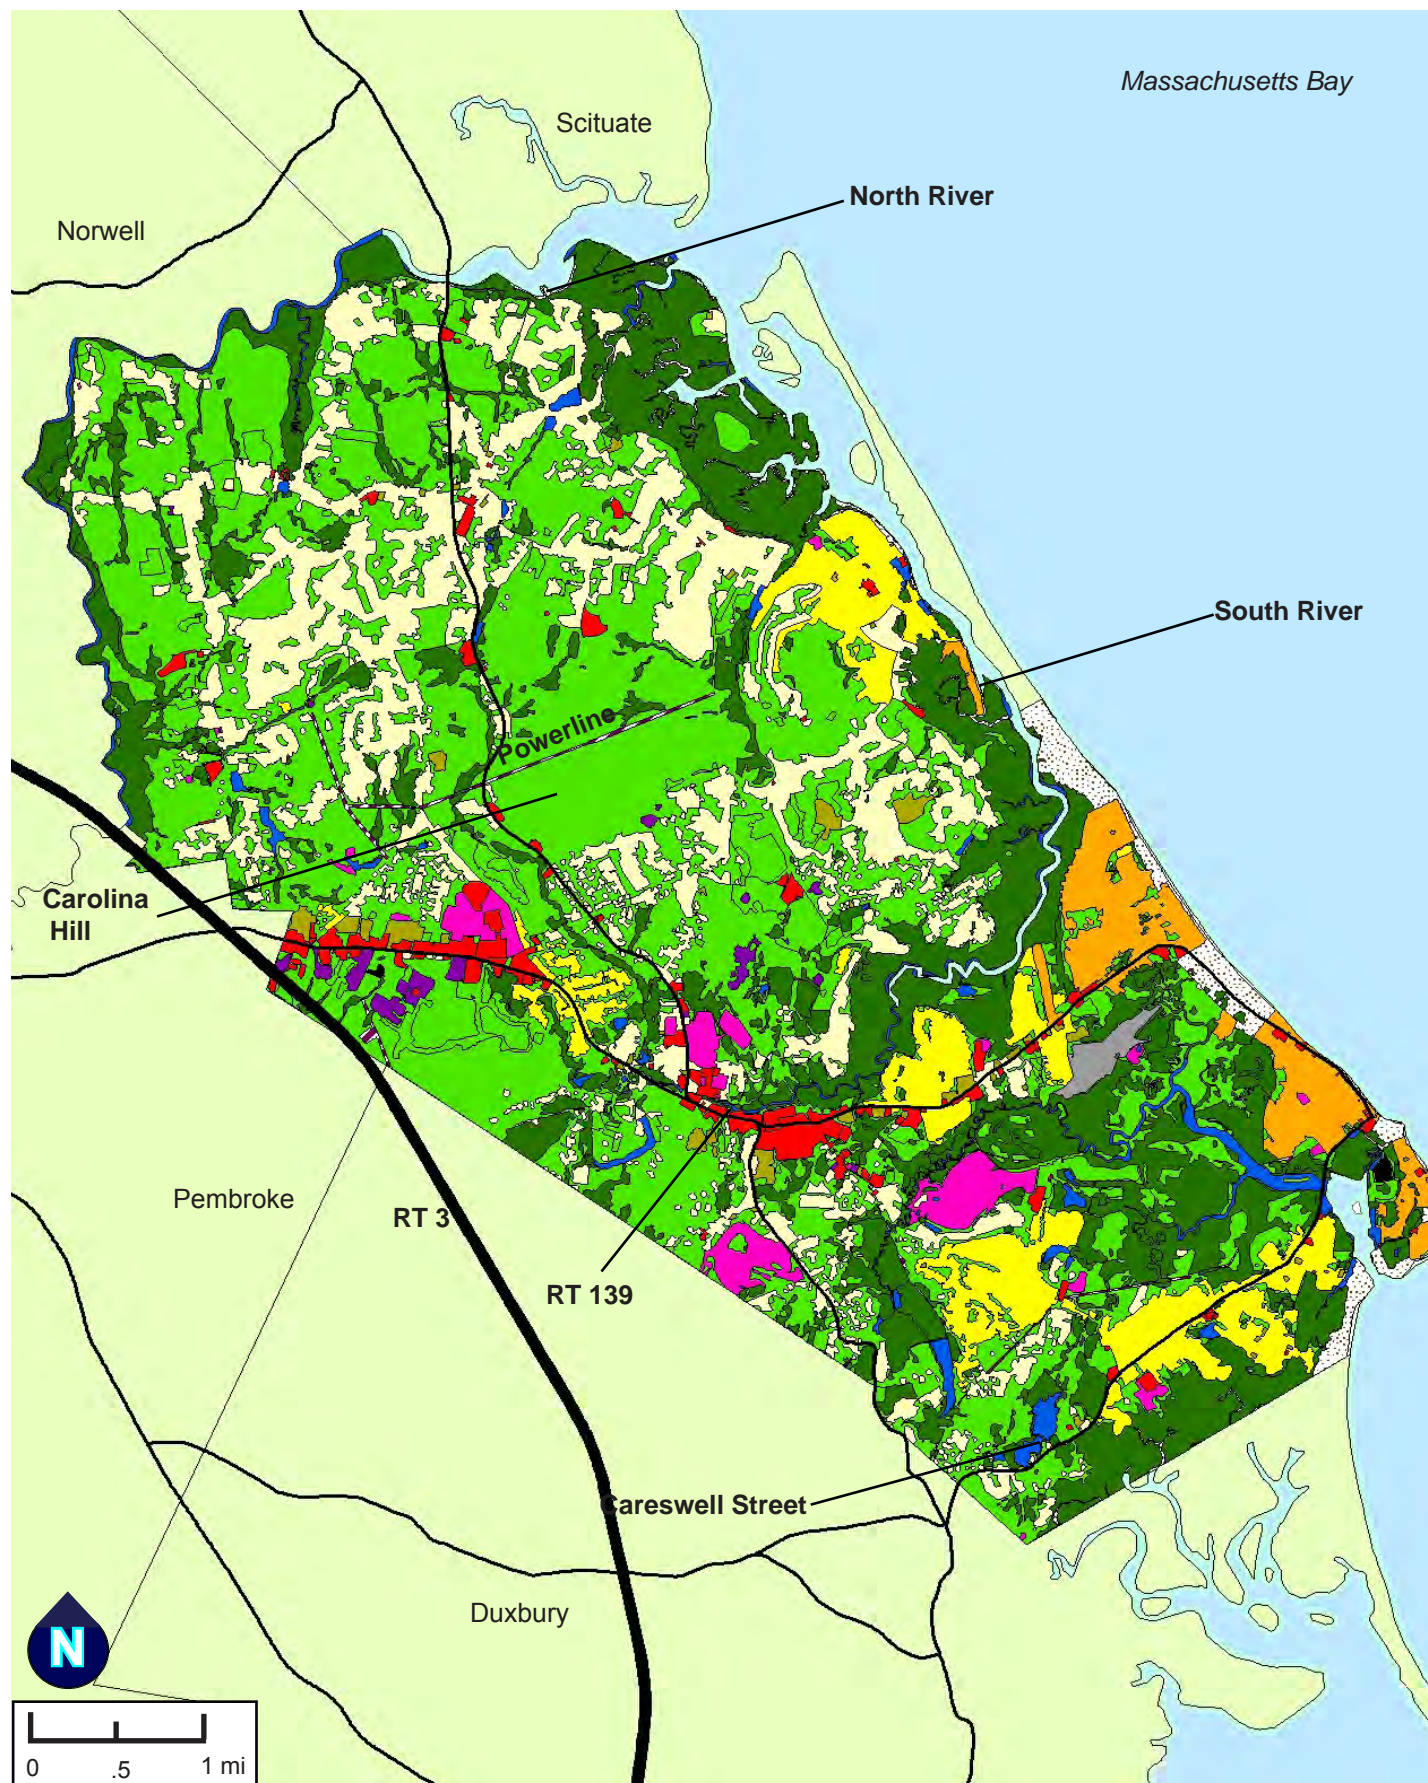 Massachusetts Bay
Scituate
North River
Norwell
South River
Powerline
Carolina
Hill
Pembroke
RT 3
RT 139
Careswell Street
Duxbury
N
0 .5 1 mi